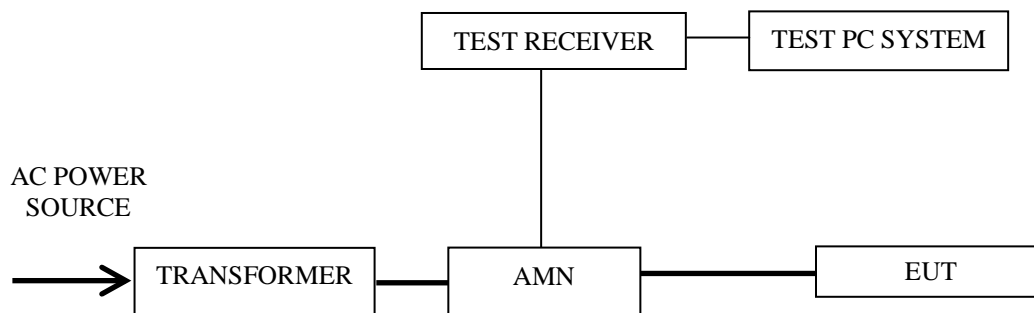 TEST RECEIVER
TEST PC SYSTEM
AC POWER
SOURCE
TRANSFORMER
AMN
EUT